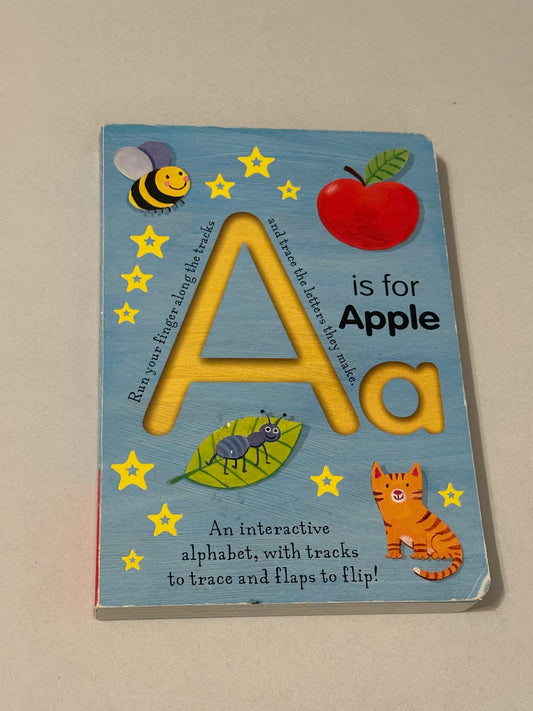 Run your finger along the tracks
and trace the letters they make.
Aa
is for
Apple
An interactive
alphabet, with tracks
to trace and flaps to flip!